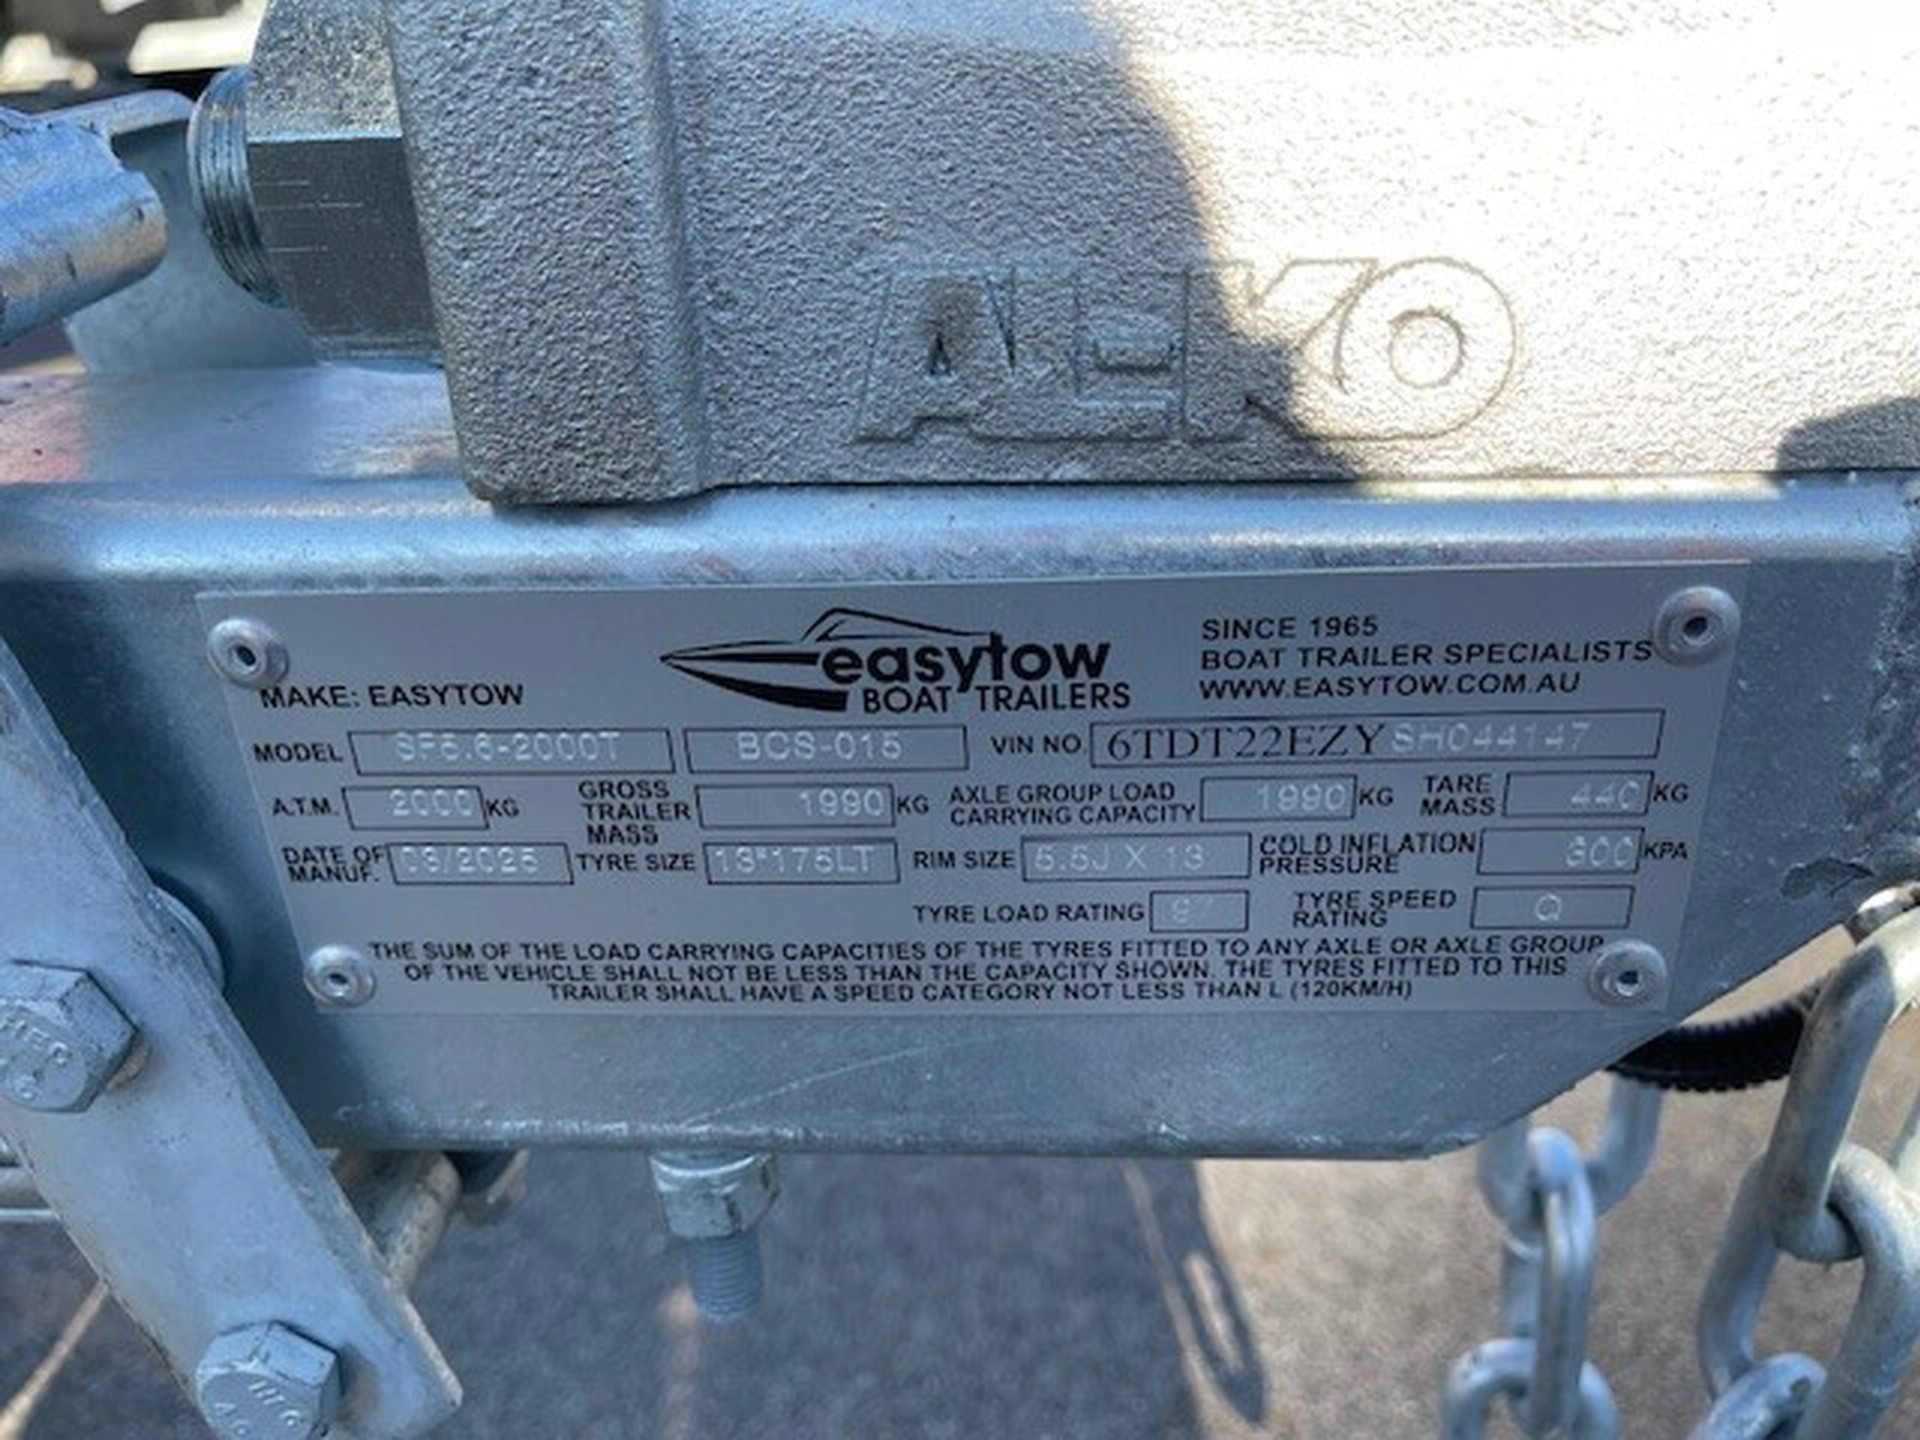 AL-KO
easytow
BOAT TRAILERS
SINCE 1965
BOAT TRAILER SPECIALISTS
WWW.EASYTOW.COM.AU
MAKE: EASYTOW
MODEL SF5.6-2000T BCS-015 VIN NO 6TDT22EZYSH044147
A.T.M. 2000 KG GROSS TRAILER MASS 1990 KG AXLE GROUP LOAD CARRYING CAPACITY 1990 KG TARE MASS 440 KG
DATE OF MANUF. 03/2025 TYRE SIZE 13"175LT RIM SIZE 5.5J X 13 COLD INFLATION PRESSURE KPA
TYRE LOAD RATING 97 TYRE SPEED RATING Q
THE SUM OF THE LOAD CARRYING CAPACITIES OF THE TYRES FITTED TO ANY AXLE OR AXLE GROUP
OF THE VEHICLE SHALL NOT BE LESS THAN THE CAPACITY SHOWN. THE TYRES FITTED TO THIS
TRAILER SHALL HAVE A SPEED CATEGORY NOT LESS THAN L (120KM/H)